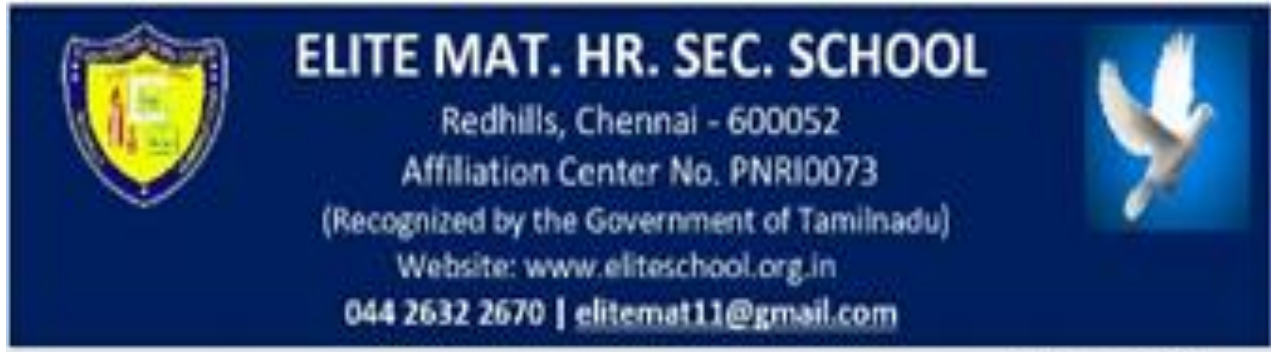 ELITE MAT. HR. SEC. SCHOOL
Redhills, Chennai - 600052
Affiliation Center No. PNRI0073
(Recognized by the Government of Tamilnadu)
Website: www.eliteschool.org.in
044 2632 2670 | elitemat11@gmail.com